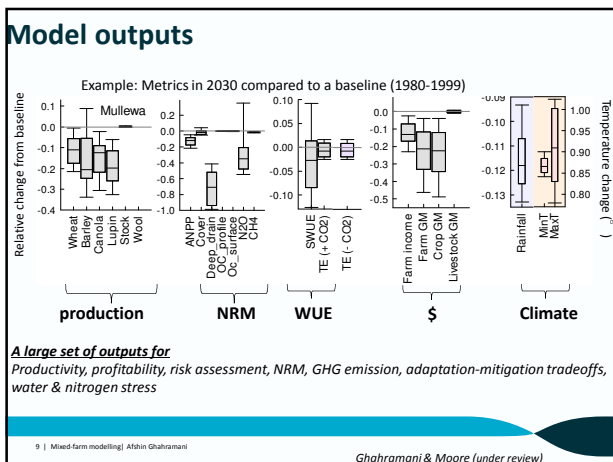 Model outputs
Example: Metrics in 2030 compared to a baseline (1980-1999)
Relative change from baseline
0.1
0.0
-0.1
-0.2
-0.3
-0.4
Mullewa
Wheat
Barley
Canola
Lupin
Stock
Wool
0.4
0.2
-0.0
-0.2
-0.4
-0.6
-0.8
-1.0
ANPP
Cover
Deep_drain
OC_profile
Oc_surface
N2O
CH4
0.10
0.05
0.00
-0.05
-0.10
SWUE
TE (+ CO2)
TE (- CO2)
0.1
0.0
-0.1
-0.2
-0.3
-0.4
-0.5
Farm income
Farm GM
Crop GM
Livestock GM
-0.09
-0.10
-0.11
-0.12
-0.13
Rainfall
MinT
MaxT
1.00
0.95
0.90
0.85
0.80
Temperature change (°)
production
NRM
WUE
$
Climate
A large set of outputs for
Productivity, profitability, risk assessment, NRM, GHG emission, adaptation-mitigation tradeoffs,
water & nitrogen stress
9 | Mixed-farm modelling| Afshin Ghahramani
Ghahramani & Moore (under review)